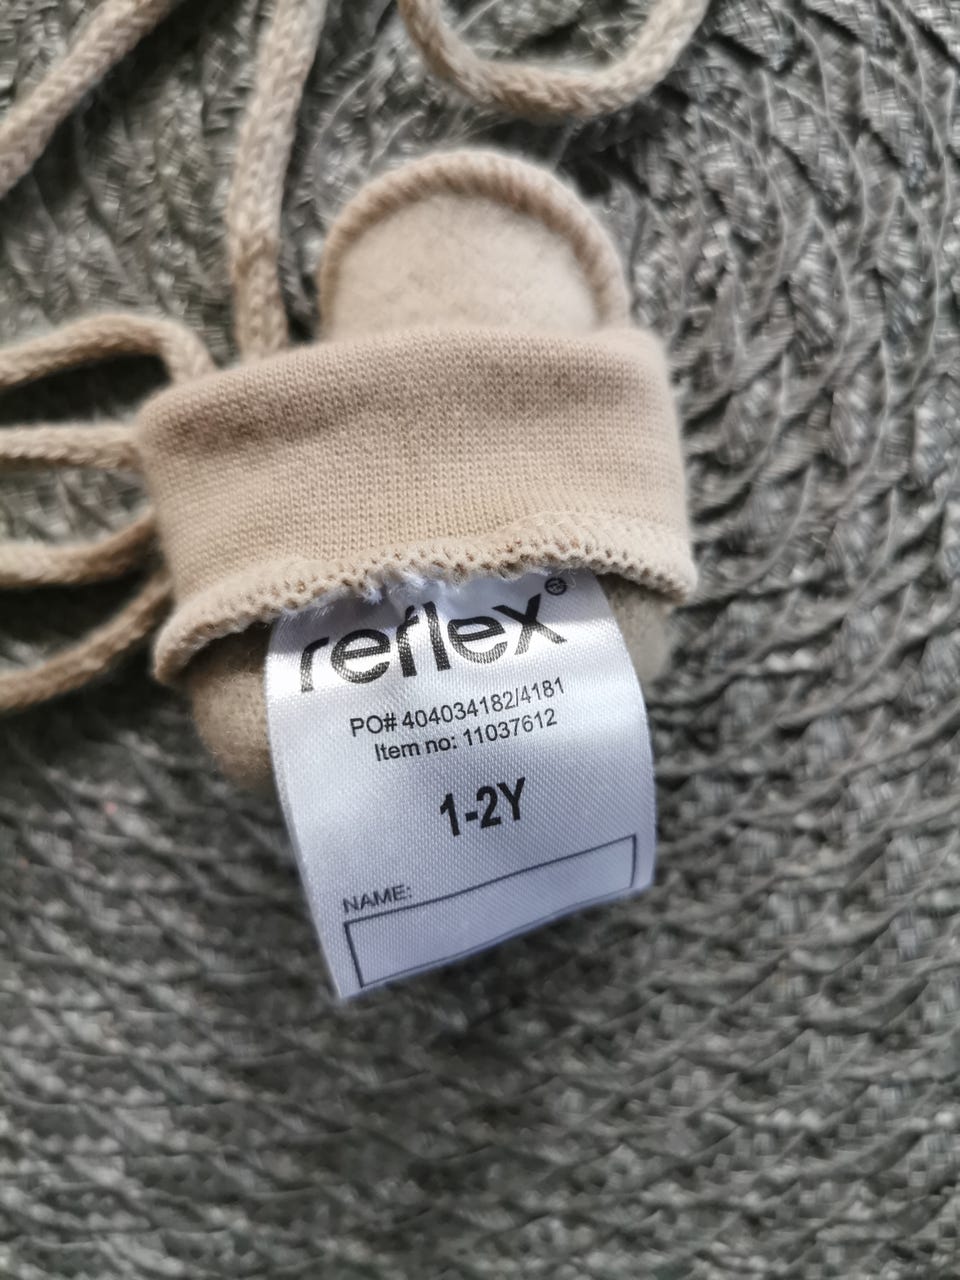 reflex®
PO# 404034182/4181
Item no: 11037612
1-2Y
NAME: